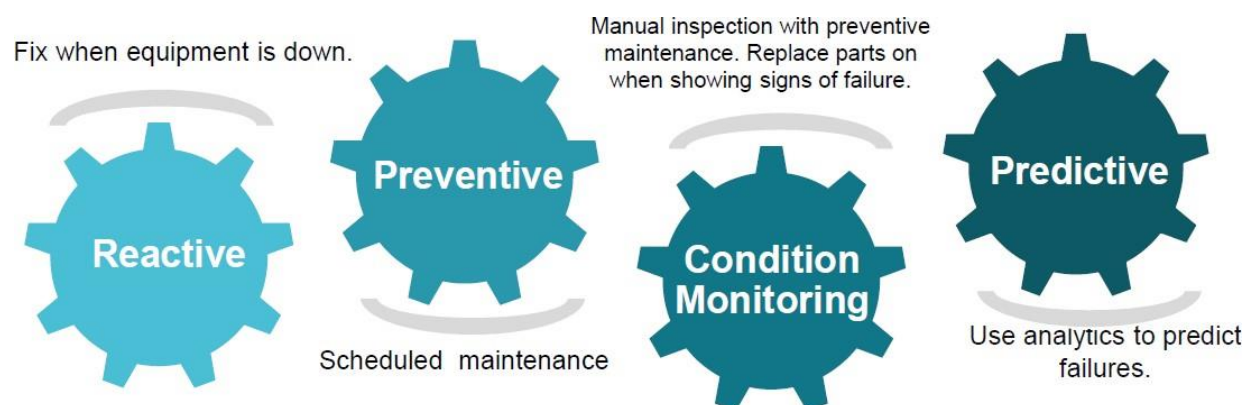 Fix when equipment is down.
Reactive
Preventive
Scheduled maintenance
Manual inspection with preventive
maintenance. Replace parts on
when showing signs of failure.
Condition
Monitoring
Predictive
Use analytics to predict
failures.